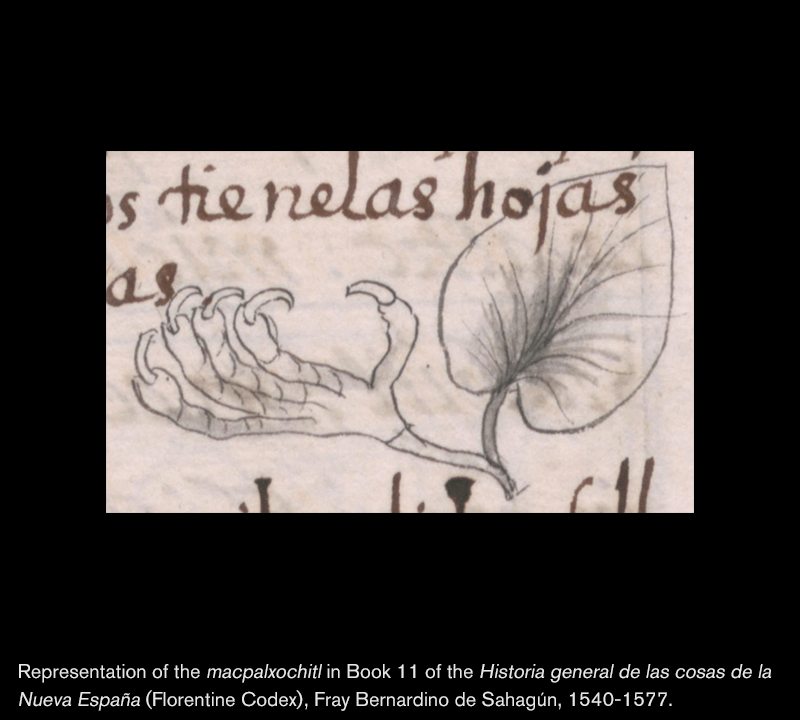 os tienelas hojas
as.
Representation of the macpalxochitl in Book 11 of the Historia general de las cosas de la
Nueva España (Florentine Codex), Fray Bernardino de Sahagún, 1540-1577.